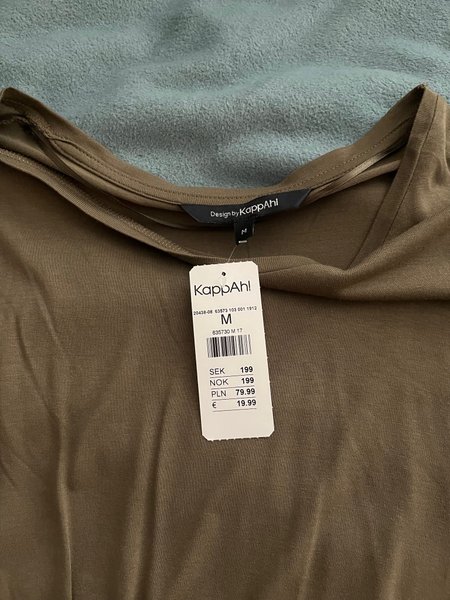 Design by KappAhl
M
KappAhl
20438-08 63573 103 001 1912
M
635730 M 17
SEK 199
NOK 199
PLN 79.99
€ 19.99